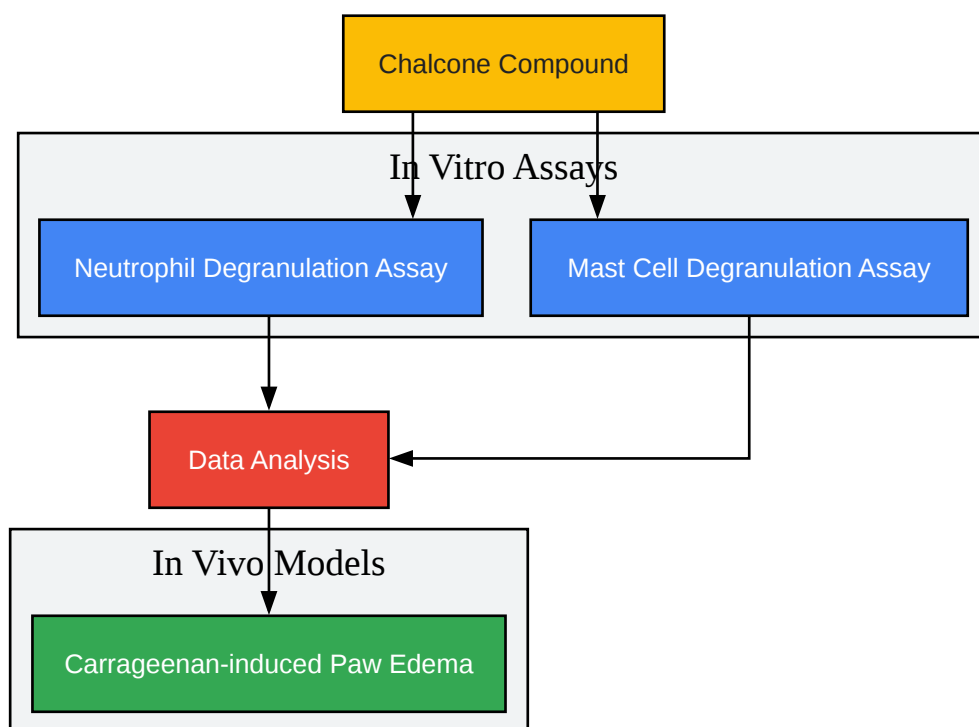 Chalcone Compound
In Vitro Assays
Neutrophil Degranulation Assay
Mast Cell Degranulation Assay
Data Analysis
In Vivo Models
Carrageenan-induced Paw Edema